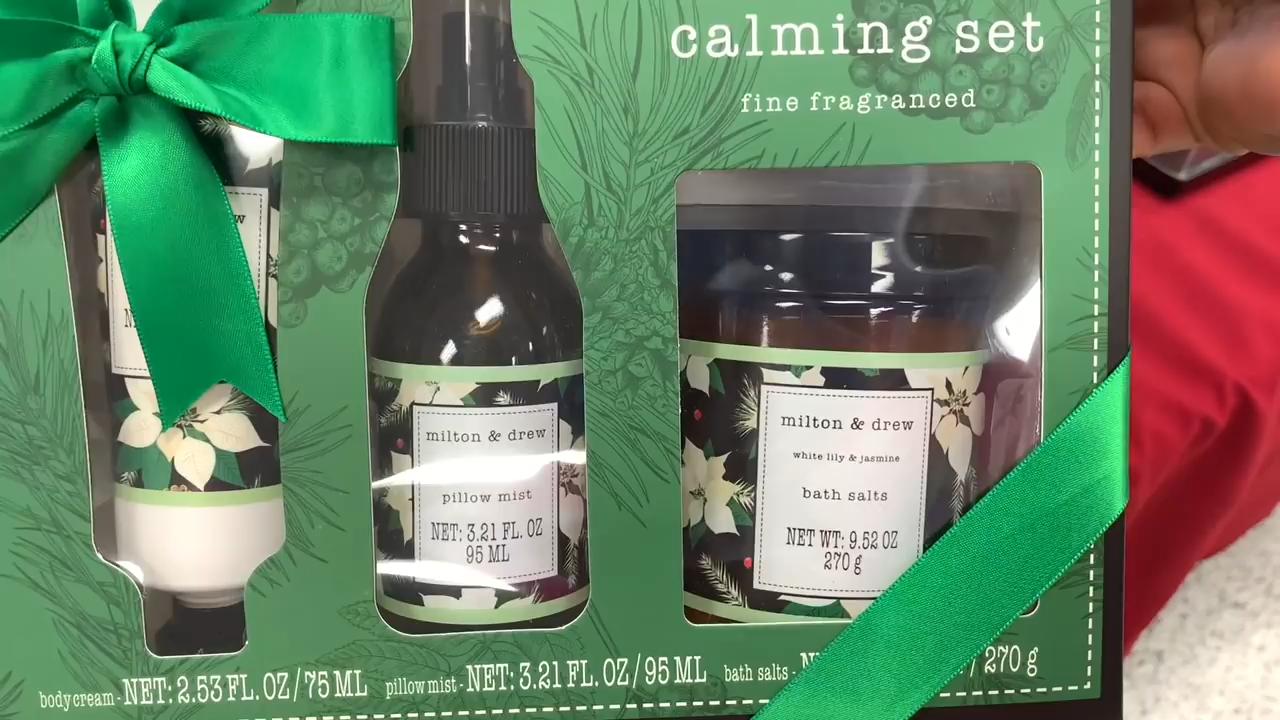 calming set
fine fragranced
milton & drew
pillow mist
NET: 3.21 FL. OZ
95 ML
milton & drew
white lily & jasmine
bath salts
NET WT: 9.52 OZ
270 g
body cream - NET: 2.53 FL. OZ / 75 ML pillow mist - NET: 3.21 FL. OZ / 95 ML bath salts - / 270 g